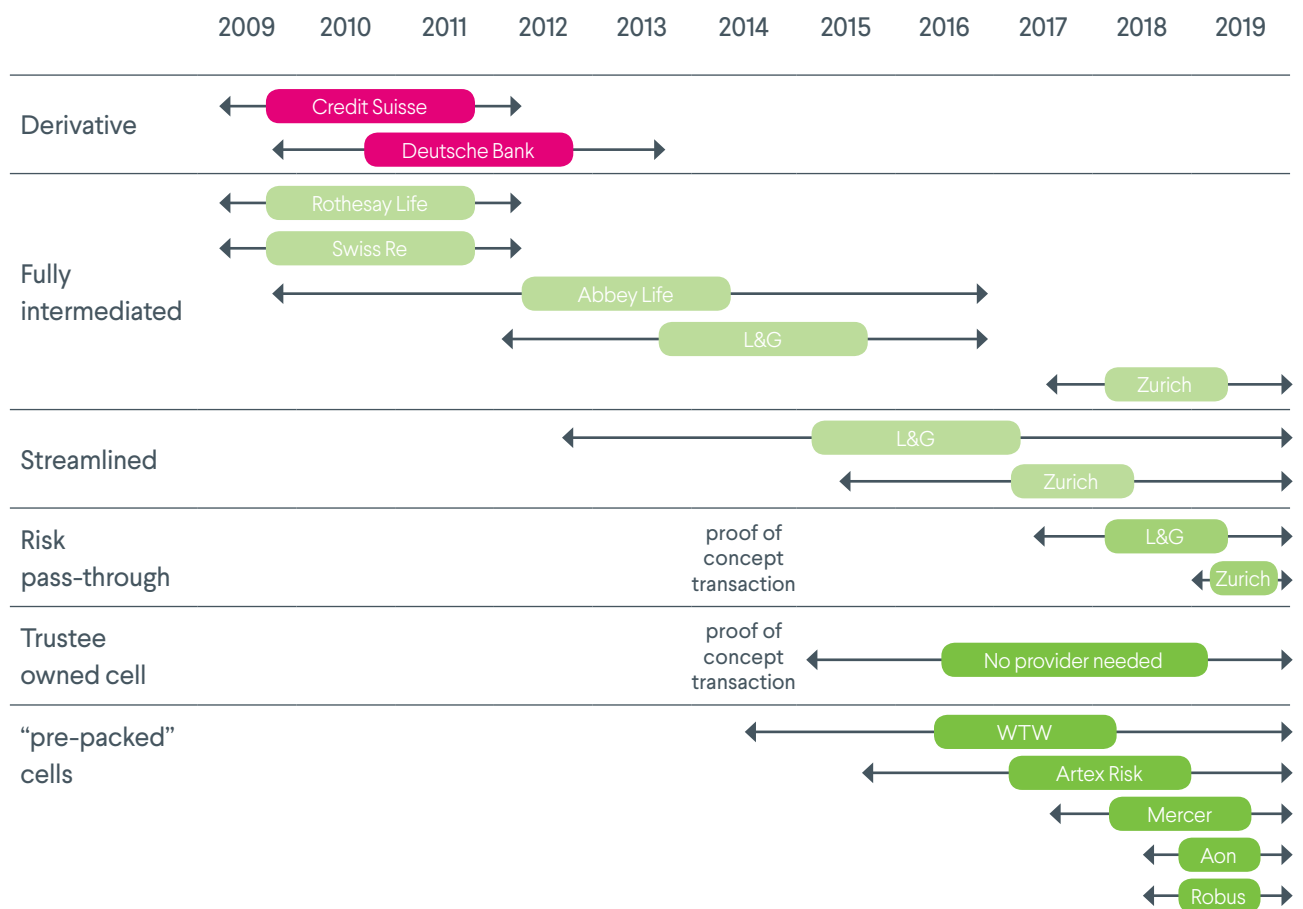 2009 2010 2011 2012 2013 2014 2015 2016 2017 2018 2019
Derivative
Credit Suisse
Deutsche Bank
Fully
intermediated
Rothesay Life
Swiss Re
Abbey Life
L&G
Zurich
Streamlined
L&G
Zurich
Risk
pass-through
proof of
concept
transaction
L&G
Zurich
Trustee
owned cell
proof of
concept
transaction
No provider needed
“pre-packed”
cells
WTW
Artex Risk
Mercer
Aon
Robus